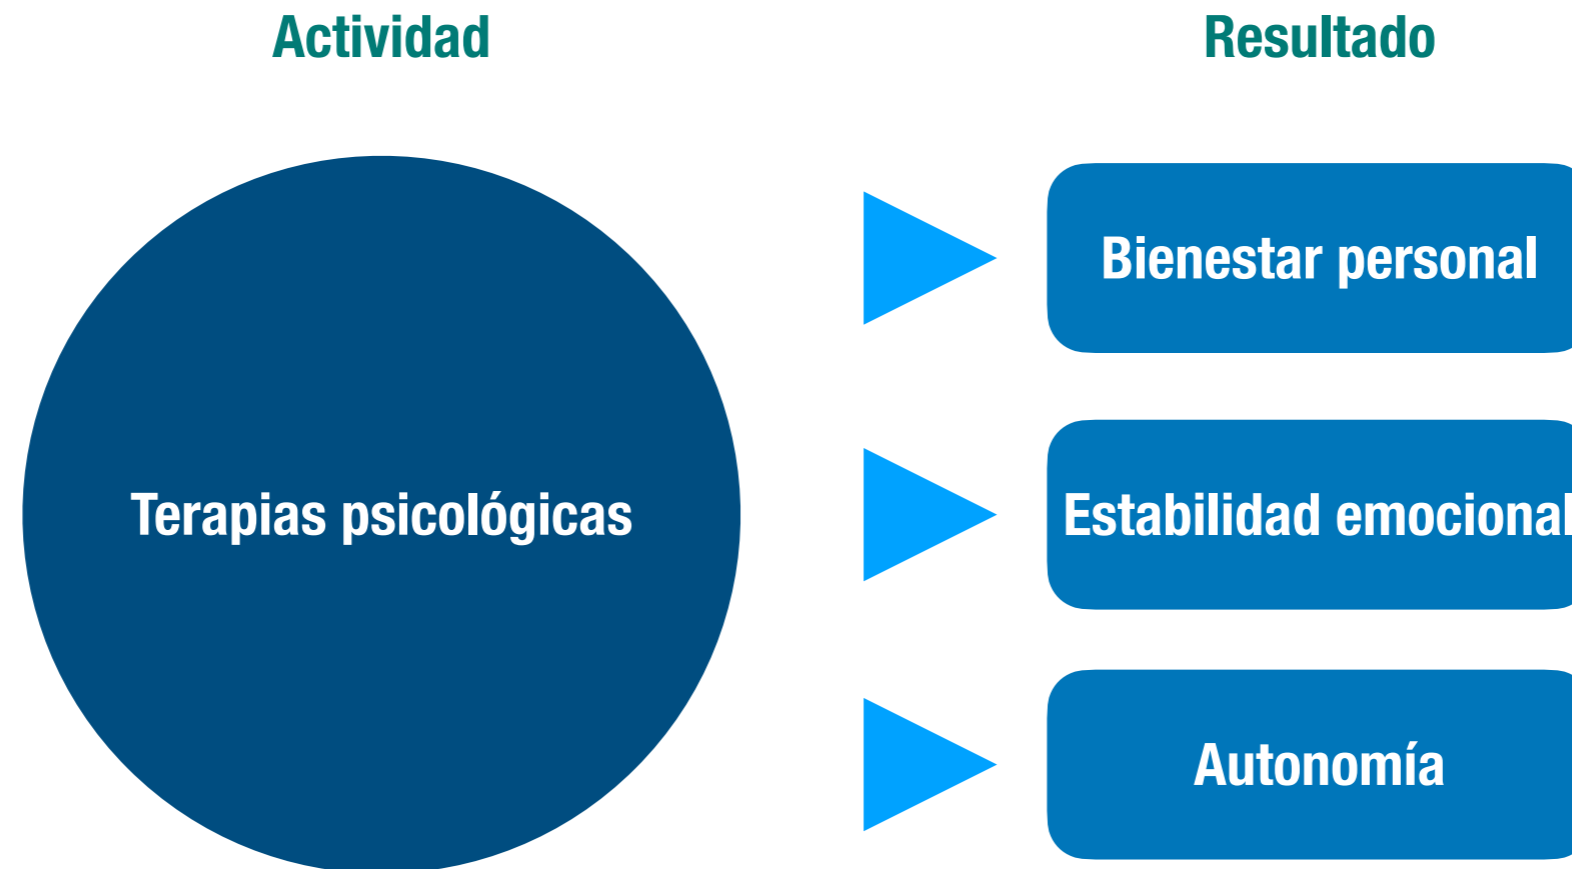 Actividad
Resultado
Terapias psicológicas
Bienestar personal
Estabilidad emocional
Autonomía